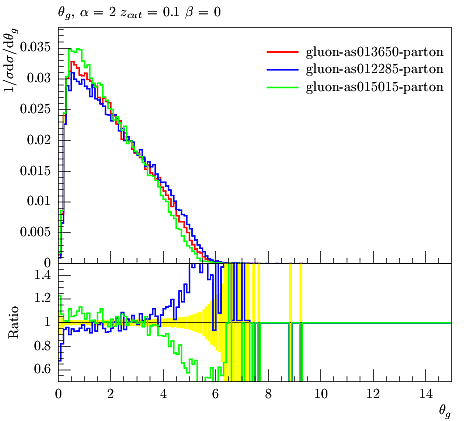 θg, α = 2 zcut = 0.1 β = 0
1/σdσ/dθg
gluon-as013650-parton
gluon-as012285-parton
gluon-as015015-parton
0.035
0.03
0.025
0.02
0.015
0.01
0.005
0
Ratio
1.4
1.2
1
0.8
0.6
0 2 4 6 8 10 12 14
θg